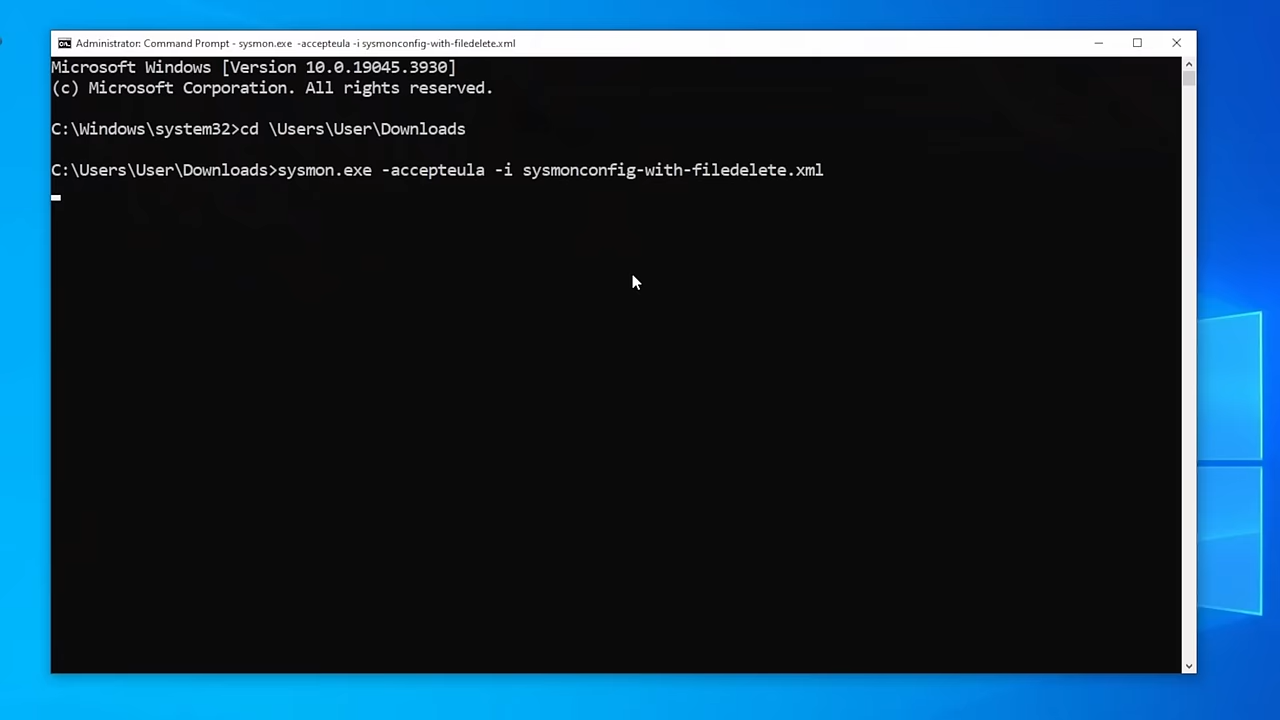 Administrator: Command Prompt - sysmon.exe  -accepteula -i sysmonconfig-with-filedelete.xml
Microsoft Windows [Version 10.0.19045.3930]
(c) Microsoft Corporation. All rights reserved.
C:\Windows\system32>cd \Users\User\Downloads
C:\Users\User\Downloads>sysmon.exe -accepteula -i sysmonconfig-with-filedelete.xml